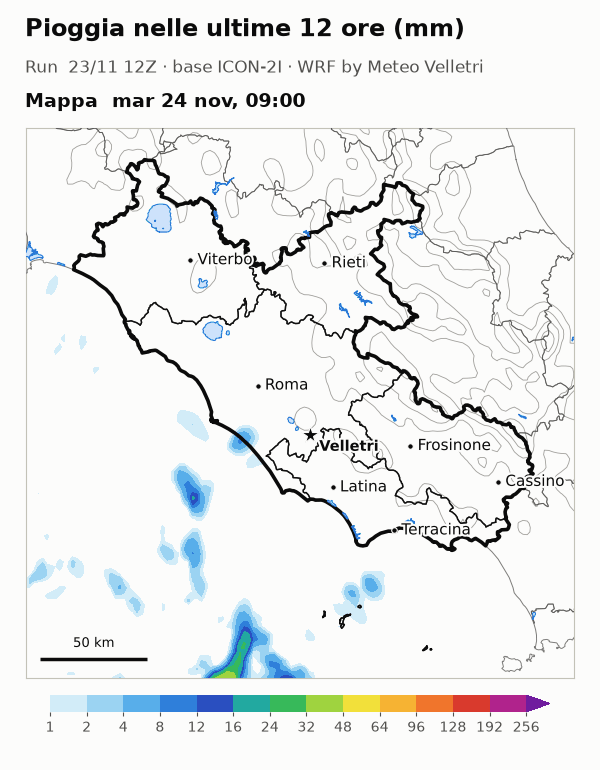 Pioggia nelle ultime 12 ore (mm)
Run 23/11 12Z · base ICON-2I · WRF by Meteo Velletri
Mappa mar 24 nov, 09:00
Viterbo
Rieti
Roma
Velletri
Frosinone
Latina
Cassino
Terracina
50 km
1 2 4 8 12 16 24 32 48 64 96 128 192 256